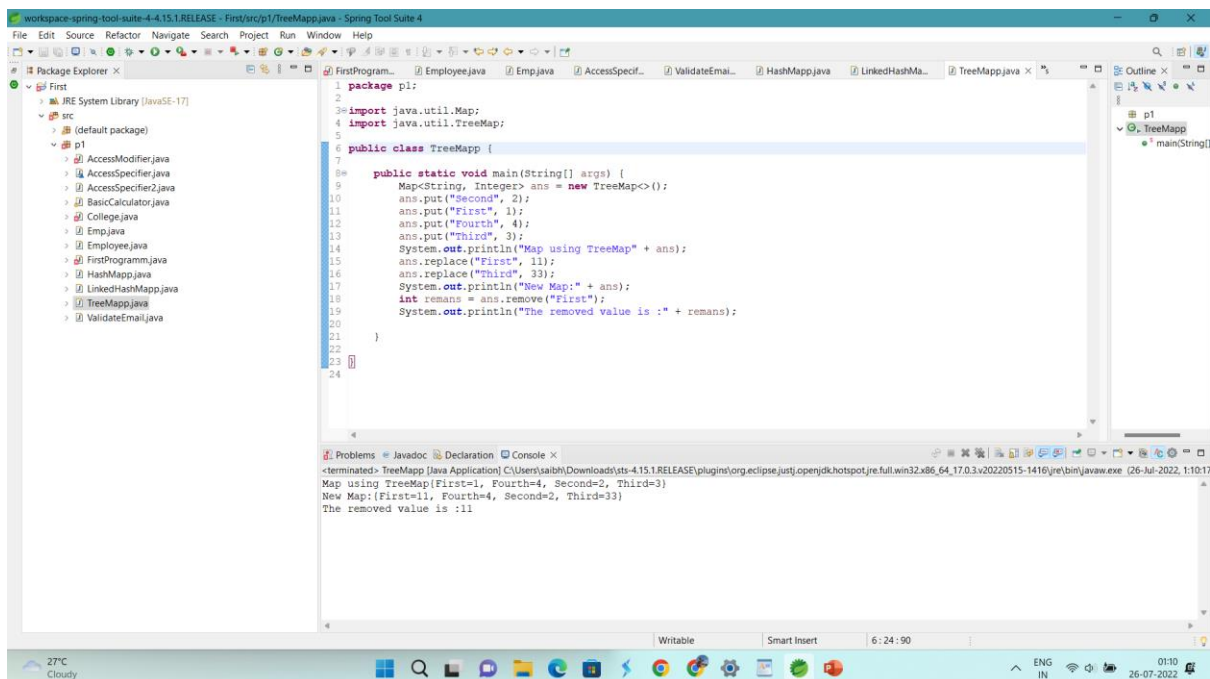 workspace-spring-tool-suite-4-4.15.1.RELEASE - First/src/p1/TreeMapp.java - Spring Tool Suite 4
File Edit Source Refactor Navigate Search Project Run Window Help
Package Explorer
First
JRE System Library [JavaSE-17]
src
(default package)
p1
AccessModifier.java
AccessSpecifier.java
AccessSpecifier2.java
BasicCalculator.java
College.java
Emp.java
Employee.java
FirstProgramm.java
HashMapp.java
LinkedHashMapp.java
TreeMapp.java
ValidateEmail.java
FirstProgram... Employee.java Emp.java AccessSpecif... ValidateEmai... HashMapp.java LinkedHashMa... TreeMapp.java
1 package p1;
2
3 import java.util.Map;
4 import java.util.TreeMap;
5
6 public class TreeMapp {
7
8 public static void main(String[] args) {
9 Map<String, Integer> ans = new TreeMap<>();
10 ans.put("Second", 2);
11 ans.put("First", 1);
12 ans.put("Fourth", 4);
13 ans.put("Third", 3);
14 System.out.println("Map using TreeMap" + ans);
15 ans.replace("First", 11);
16 ans.replace("Third", 33);
17 System.out.println("New Map:" + ans);
18 int remans = ans.remove("First");
19 System.out.println("The removed value is :" + remans);
20
21 }
22
23 }
24
Outline
p1
TreeMapp
main(String[]
Problems Javadoc Declaration Console
<terminated> TreeMapp [Java Application] C:\Users\saibh\Downloads\sts-4.15.1.RELEASE\plugins\org.eclipse.justj.openjdk.hotspot.jre.full.win32.x86_64_17.0.3.v20220515-1416\jre\bin\javaw.exe (26-Jul-2022, 1:10:17
Map using TreeMap{First=1, Fourth=4, Second=2, Third=3}
New Map:{First=11, Fourth=4, Second=2, Third=33}
The removed value is :11
Writable Smart Insert 6 : 24 : 90
27°C
Cloudy
ENG
IN
01:10
26-07-2022